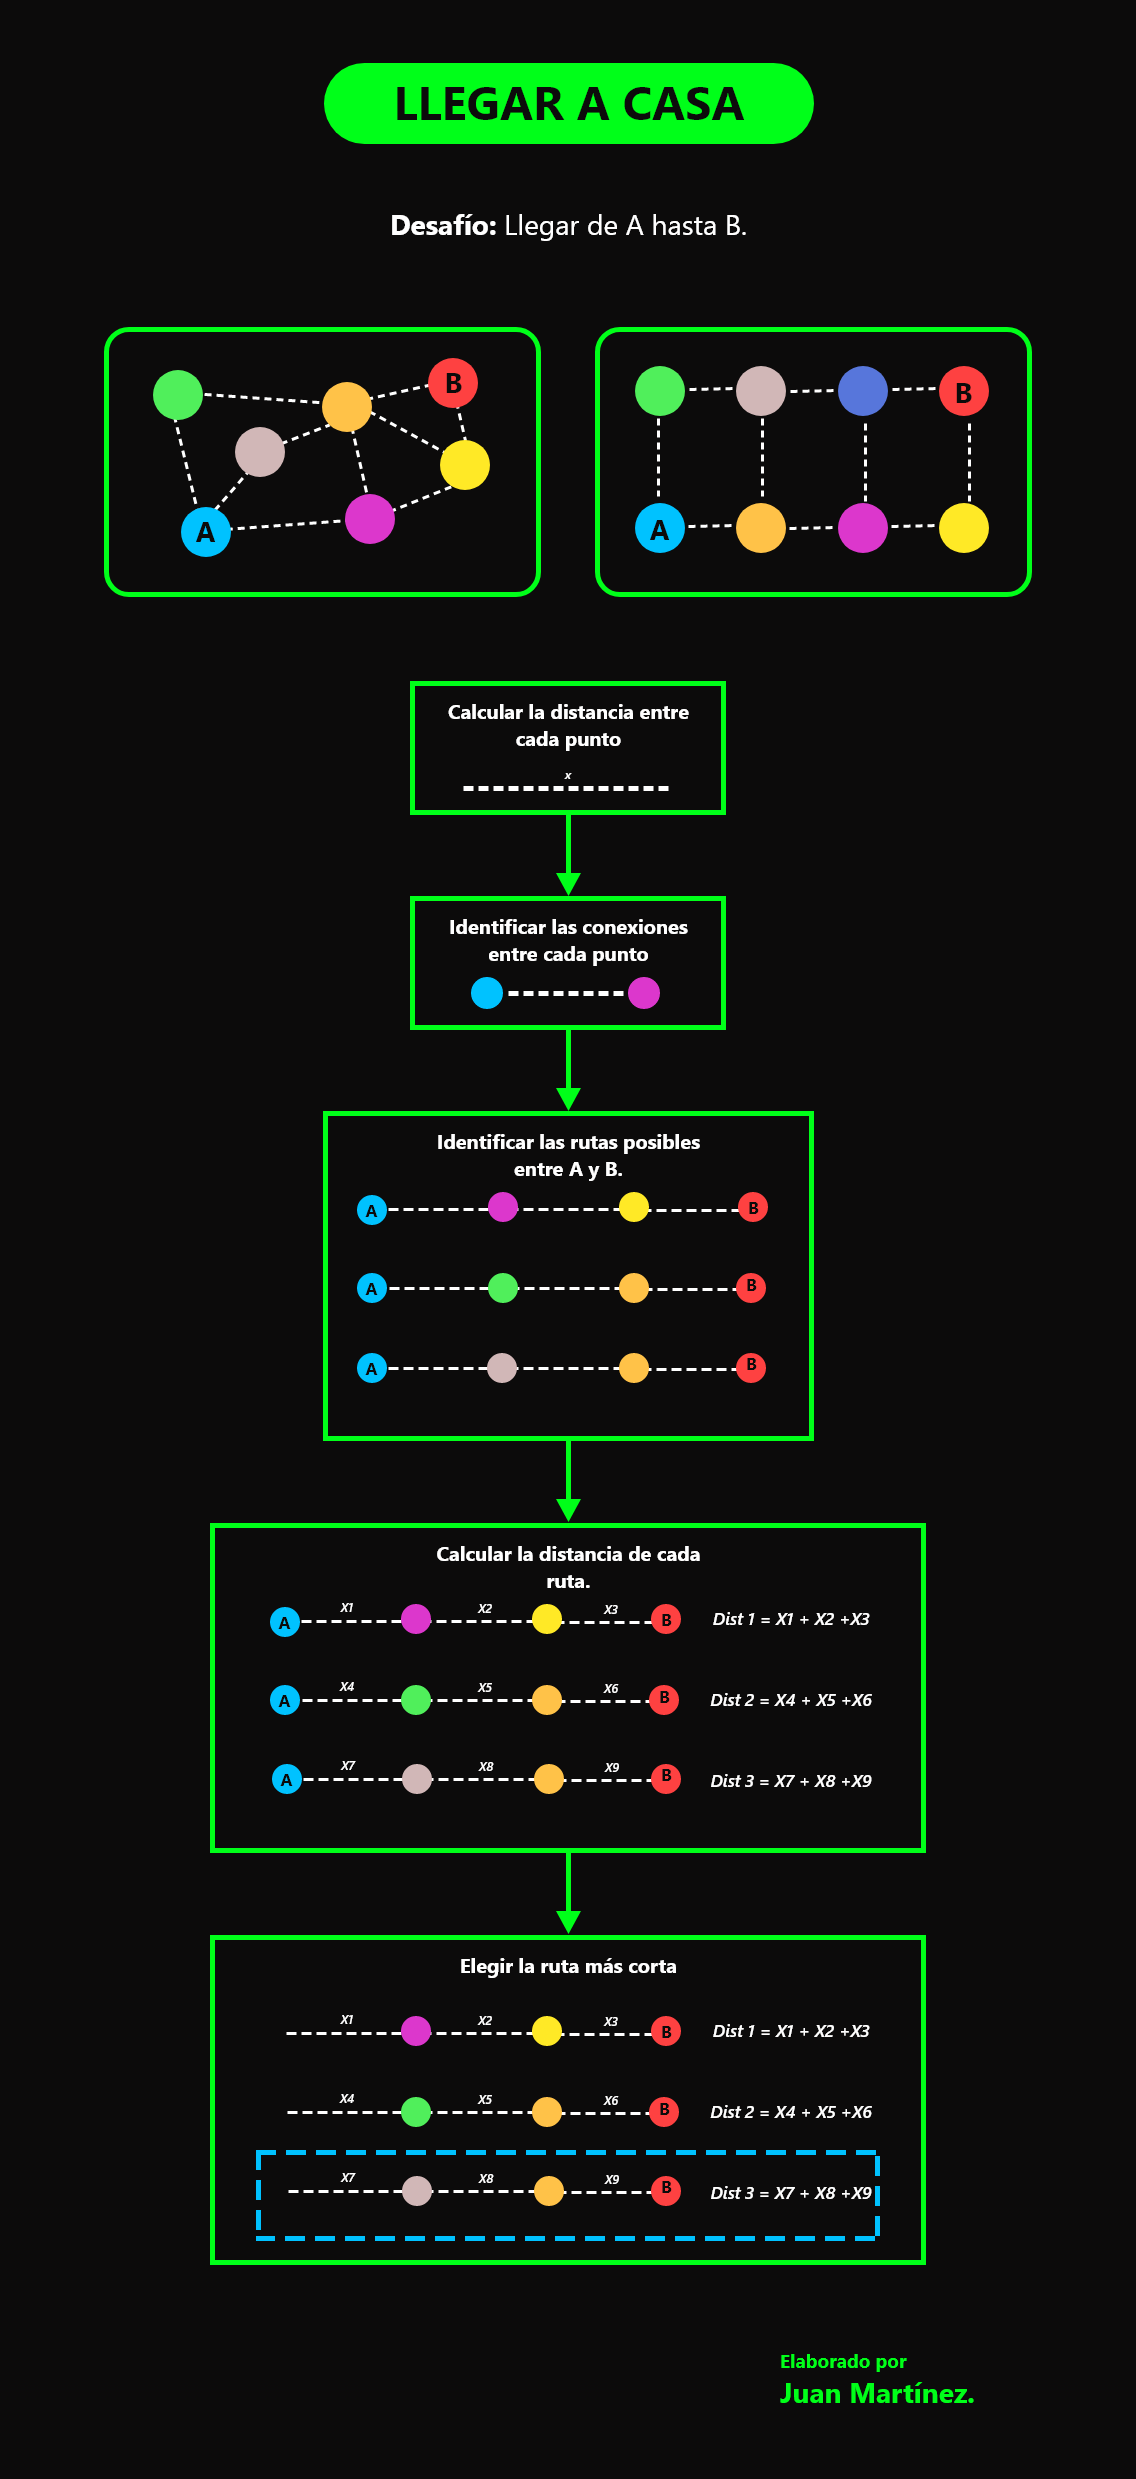 LLEGAR A CASA
Desafío: Llegar de A hasta B.
B
A
B
A
Calcular la distancia entre
cada punto
x
Identificar las conexiones
entre cada punto
Identificar las rutas posibles
entre A y B.
A B
A B
A B
Calcular la distancia de cada
ruta.
X1 X2 X3
A B Dist 1 = X1 + X2 +X3
X4 X5 X6
A B Dist 2 = X4 + X5 +X6
X7 X8 X9
A B Dist 3 = X7 + X8 +X9
Elegir la ruta más corta
X1 X2 X3
B Dist 1 = X1 + X2 +X3
X4 X5 X6
B Dist 2 = X4 + X5 +X6
X7 X8 X9
B Dist 3 = X7 + X8 +X9
Elaborado por
Juan Martínez.